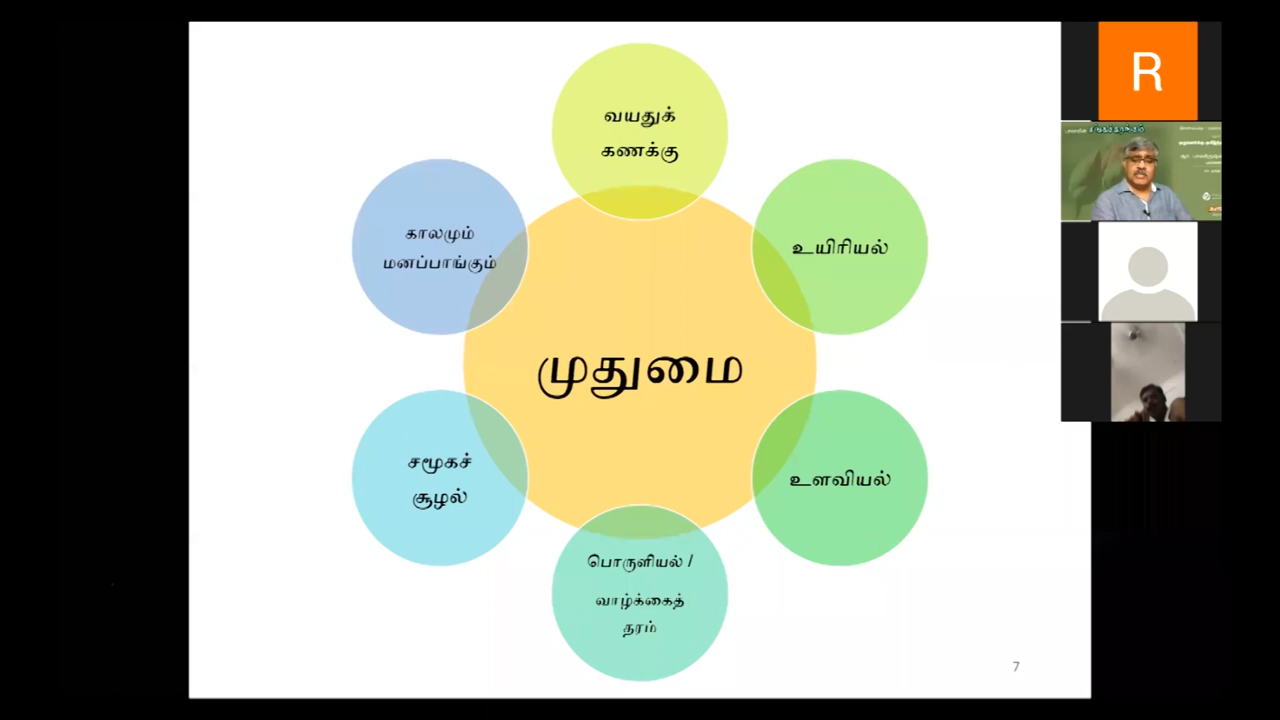 வயதுக்
கணக்கு
உயிரியல்
உளவியல்
பொருளியல் /
வாழ்க்கைத்
தரம்
சமூகச்
சூழல்
காலமும்
மனப்பாங்கும்
முதுமை
7
R